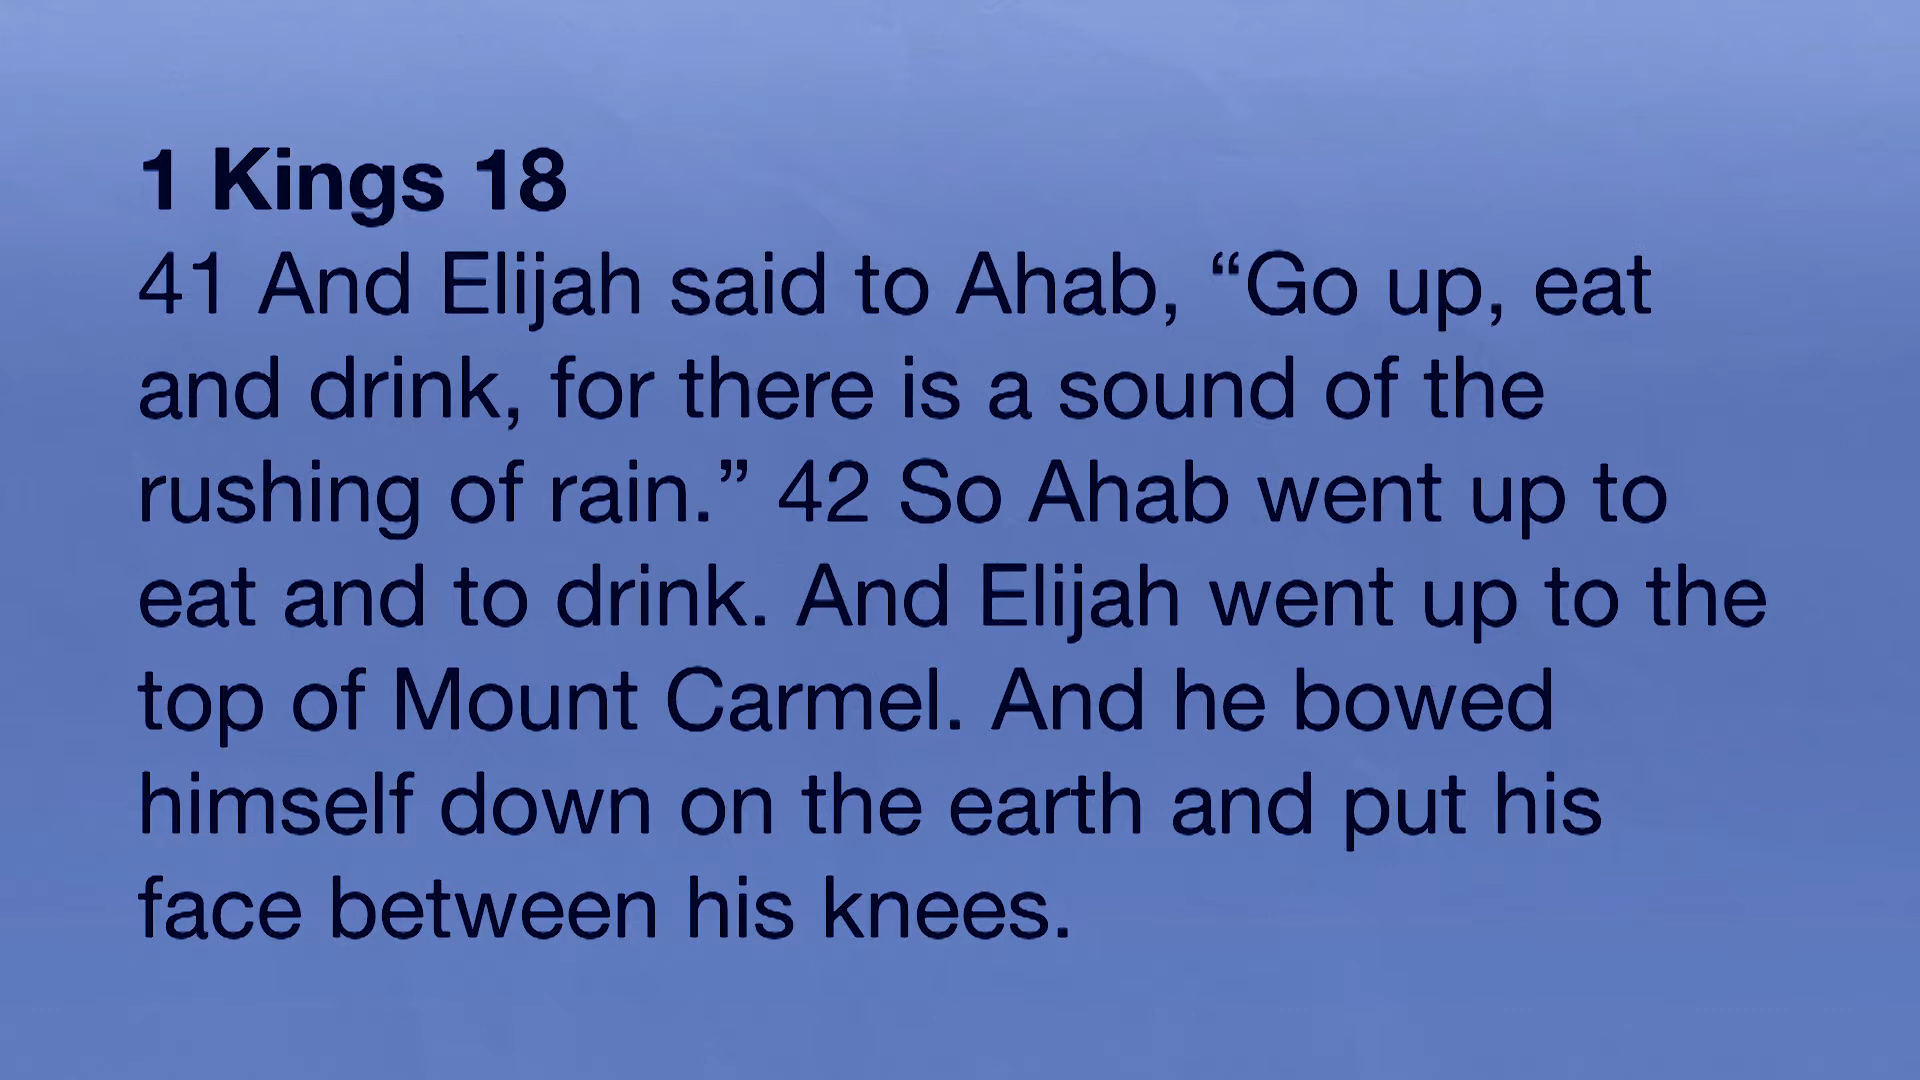 1 Kings 18
41 And Elijah said to Ahab, “Go up, eat
and drink, for there is a sound of the
rushing of rain.” 42 So Ahab went up to
eat and to drink. And Elijah went up to the
top of Mount Carmel. And he bowed
himself down on the earth and put his
face between his knees.